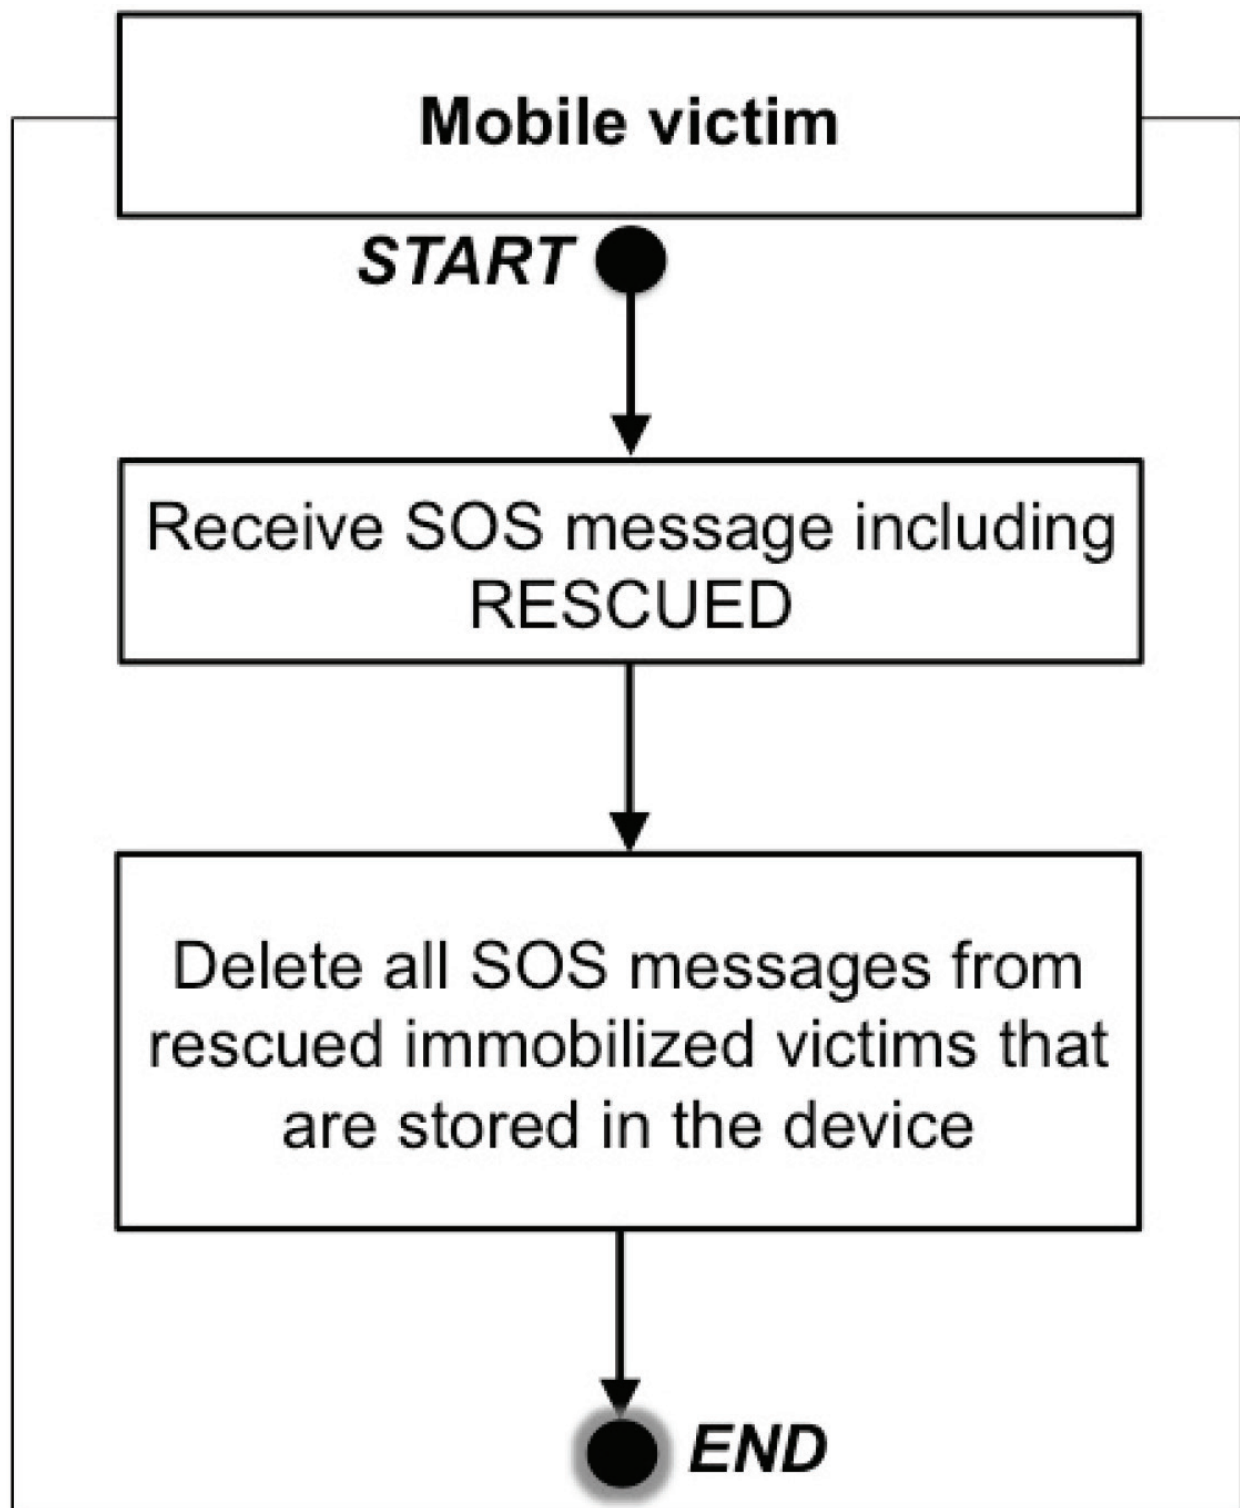 Mobile victim
START
Receive SOS message including
RESCUED
Delete all SOS messages from
rescued immobilized victims that
are stored in the device
END